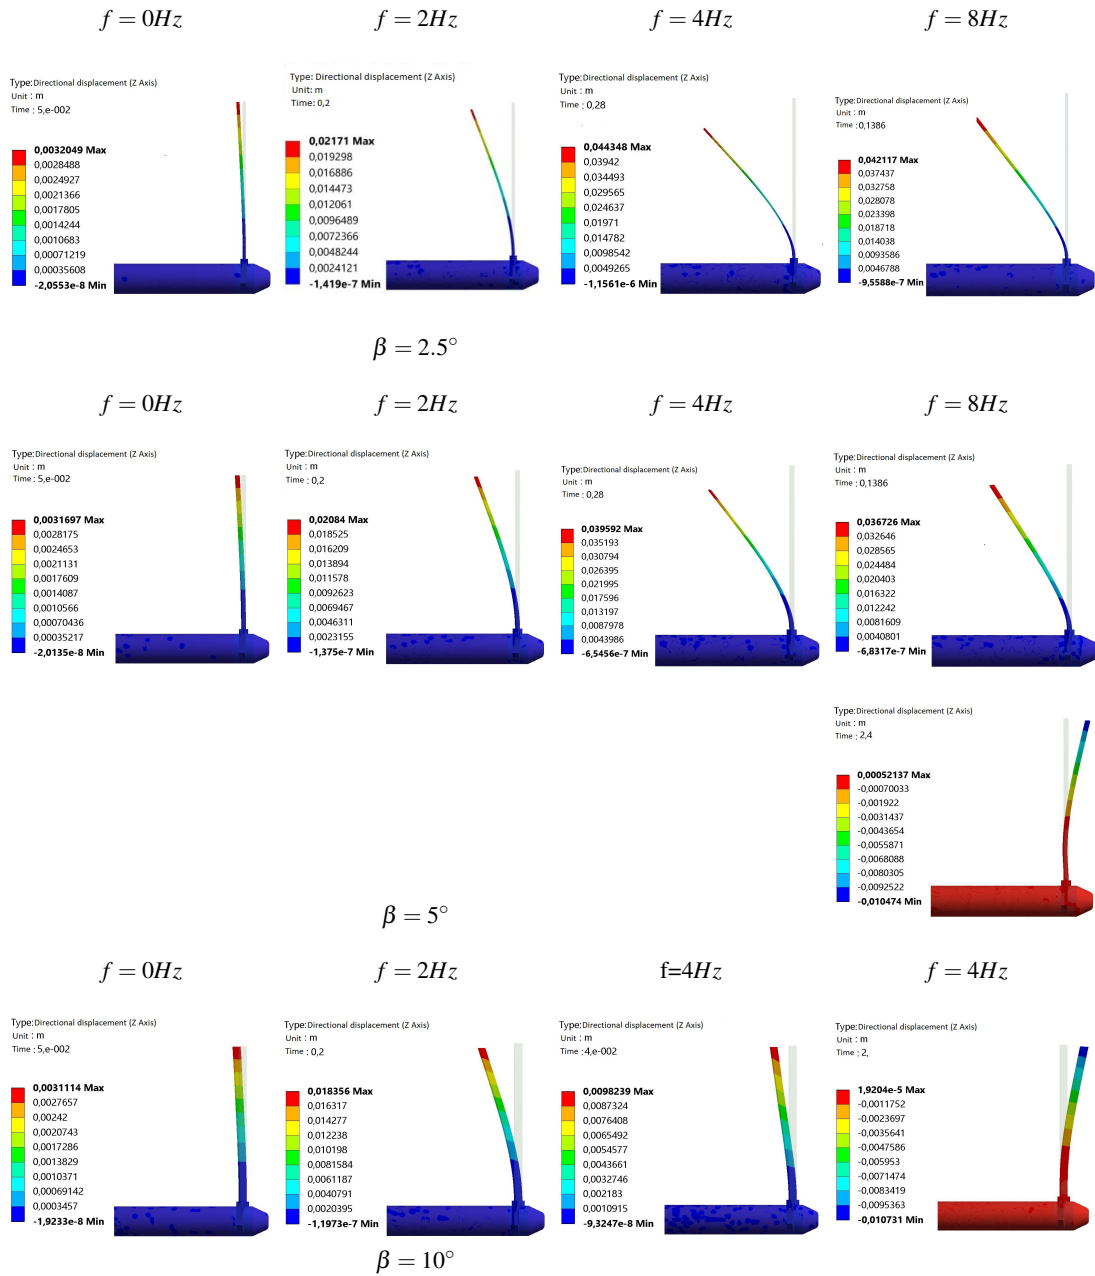 f = 0Hz
f = 2Hz
f = 4Hz
f = 8Hz
Type:Directional displacement (Z Axis)
Unit : m
Time : 5,e-002
0,0032049 Max
0,0028488
0,0024927
0,0021366
0,0017805
0,0014244
0,0010683
0,00071219
0,00035608
-2,0553e-8 Min
Type: Directional displacement (Z Axis)
Unit: m
Time: 0,2
0,02171 Max
0,019298
0,016886
0,014473
0,012061
0,0096489
0,0072366
0,0048244
0,0024121
-1,419e-7 Min
Type:Directional displacement (Z Axis)
Unit : m
Time : 0,28
0,044348 Max
0,03942
0,034493
0,029565
0,024637
0,01971
0,014782
0,0098542
0,0049265
-1,1561e-6 Min
Type:Directional displacement (Z Axis)
Unit : m
Time : 0,1386
0,042117 Max
0,037437
0,032758
0,028078
0,023398
0,018718
0,014038
0,0093586
0,0046788
-9,5588e-7 Min
β = 2.5°
f = 0Hz
f = 2Hz
f = 4Hz
f = 8Hz
Type:Directional displacement (Z Axis)
Unit : m
Time : 5,e-002
0,0031697 Max
0,0028175
0,0024653
0,0021131
0,0017609
0,0014087
0,0010566
0,00070436
0,00035217
-2,0135e-8 Min
Type:Directional displacement (Z Axis)
Unit : m
Time : 0,2
0,02084 Max
0,018525
0,016209
0,013894
0,011578
0,0092623
0,0069467
0,0046311
0,0023155
-1,375e-7 Min
Type:Directional displacement (Z Axis)
Unit : m
Time : 0,28
0,039592 Max
0,035193
0,030794
0,026395
0,021995
0,017596
0,013197
0,0087978
0,0043986
-6,5456e-7 Min
Type:Directional displacement (Z Axis)
Unit : m
Time : 0,1386
0,036726 Max
0,032646
0,028565
0,024484
0,020403
0,016322
0,012242
0,0081609
0,0040801
-6,8317e-7 Min
Type:Directional displacement (Z Axis)
Unit : m
Time : 2,4
0,00052137 Max
-0,00070033
-0,001922
-0,0031437
-0,0043654
-0,0055871
-0,0068088
-0,0080305
-0,0092522
-0,010474 Min
β = 5°
f = 0Hz
f = 2Hz
f=4Hz
f = 4Hz
Type:Directional displacement (Z Axis)
Unit : m
Time : 5,e-002
0,0031114 Max
0,0027657
0,00242
0,0020743
0,0017286
0,0013829
0,0010371
0,00069142
0,0003457
-1,9233e-8 Min
Type:Directional displacement (Z Axis)
Unit : m
Time : 0,2
0,018356 Max
0,016317
0,014277
0,012238
0,010198
0,0081584
0,0061187
0,0040791
0,0020395
-1,1973e-7 Min
Type:Directional displacement (Z Axis)
Unit : m
Time : 4,e-002
0,0098239 Max
0,0087324
0,0076408
0,0065492
0,0054577
0,0043661
0,0032746
0,002183
0,0010915
-9,3247e-8 Min
Type:Directional displacement (Z Axis)
Unit : m
Time : 2,
1,9204e-5 Max
-0,0011752
-0,0023697
-0,0035641
-0,0047586
-0,005953
-0,0071474
-0,0083419
-0,0095363
-0,010731 Min
β = 10°